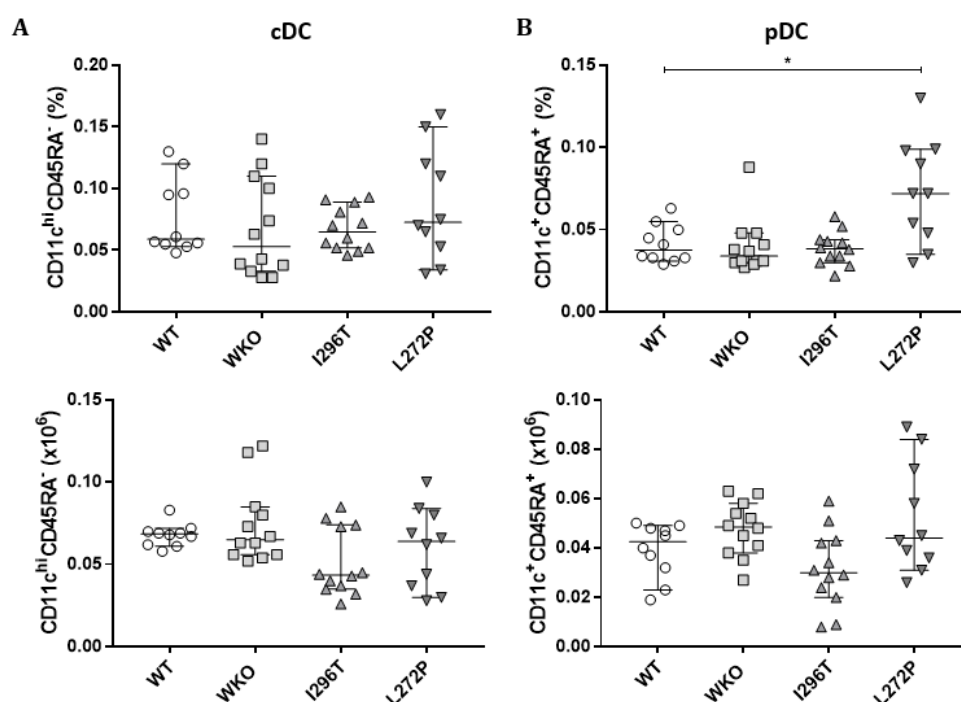 A
cDC
B
pDC
CD11c^hi CD45RA^- (%)
0.20
0.15
0.10
0.05
0.00
WT
WKO
I296T
L272P
CD11c^+ CD45RA^+ (%)
0.15
0.10
0.05
0.00
*
WT
WKO
I296T
L272P
CD11c^hi CD45RA^- (x10^6)
0.15
0.10
0.05
0.00
WT
WKO
I296T
L272P
CD11c^+ CD45RA^+ (x10^6)
0.10
0.08
0.06
0.04
0.02
0.00
WT
WKO
I296T
L272P